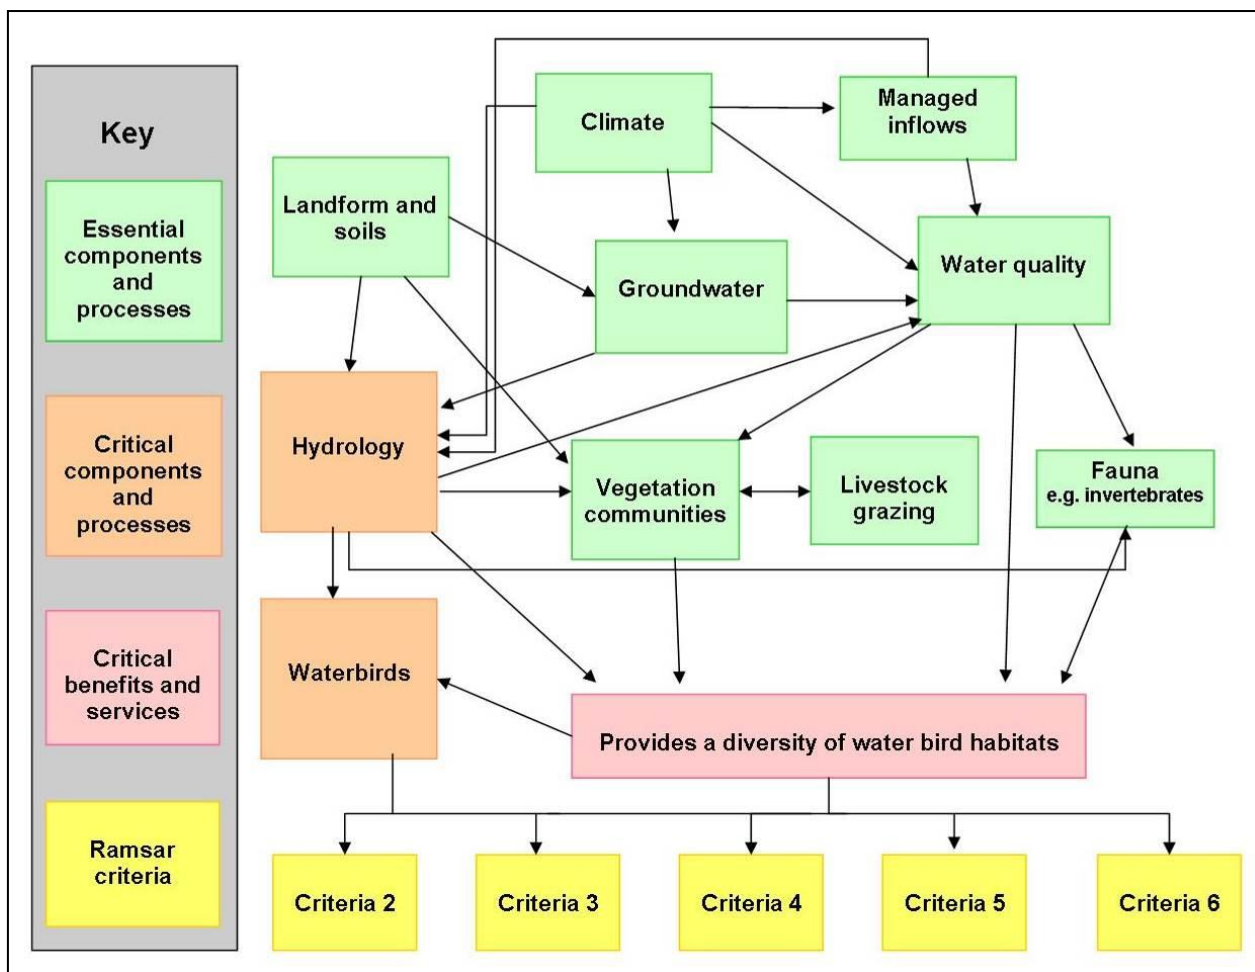 Key
Essential
components
and
processes
Critical
components
and
processes
Critical
benefits and
services
Ramsar
criteria
Climate
Managed
inflows
Landform and
soils
Groundwater
Water quality
Hydrology
Vegetation
communities
Livestock
grazing
Fauna
e.g. invertebrates
Waterbirds
Provides a diversity of water bird habitats
Criteria 2
Criteria 3
Criteria 4
Criteria 5
Criteria 6